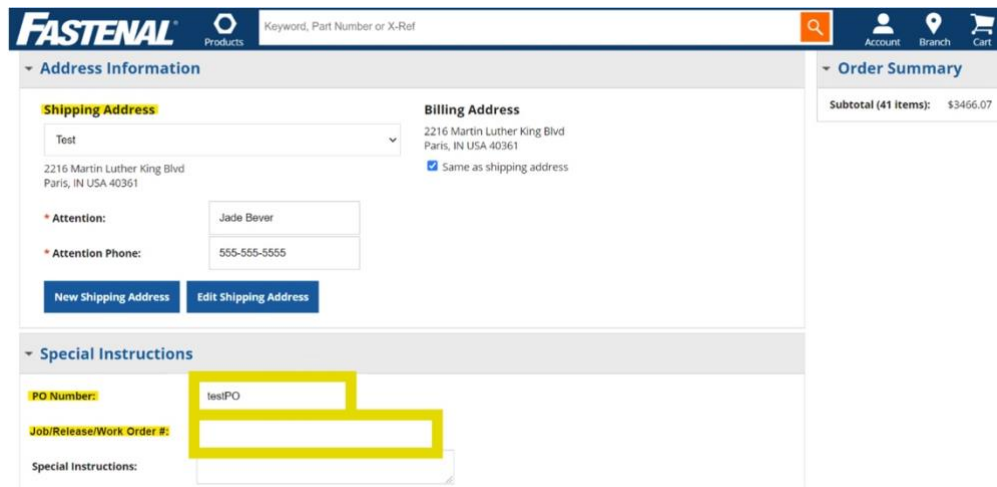 FASTENAL
Products
Keyword, Part Number or X-Ref
Account
Branch
Cart
Address Information
Shipping Address
Test
2216 Martin Luther King Blvd
Paris, IN USA 40361
* Attention: Jade Bever
* Attention Phone: 555-555-5555
New Shipping Address Edit Shipping Address
Billing Address
2216 Martin Luther King Blvd
Paris, IN USA 40361
Same as shipping address
Order Summary
Subtotal (41 items): $3466.07
Special Instructions
PO Number: testPO
Job/Release/Work Order #:
Special Instructions: